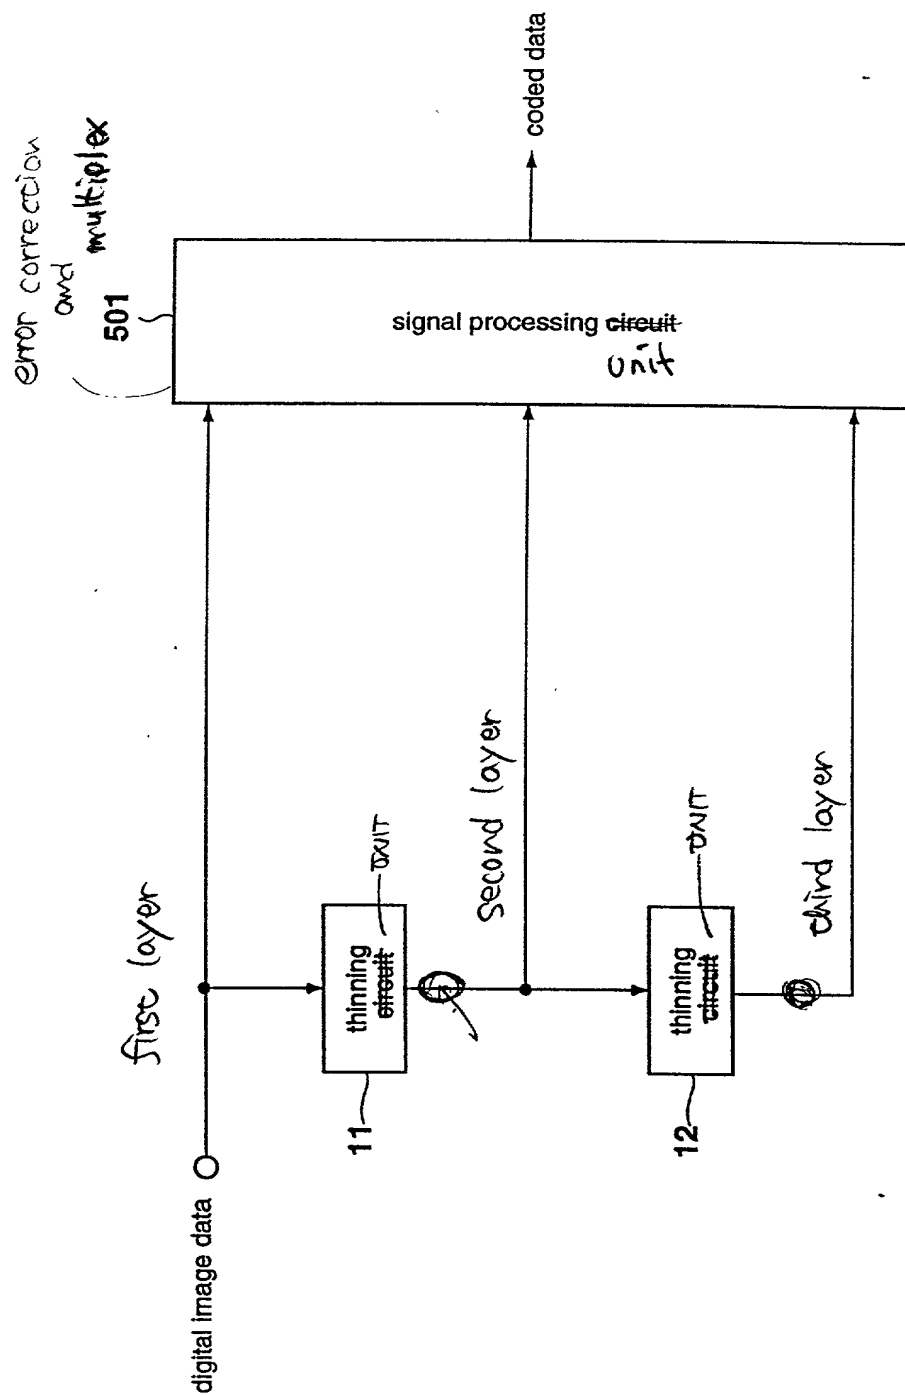 error correction
and
multiplex
501
signal processing circuit
unit
coded data
first layer
digital image data
11
thinning
circuit
UNIT
second layer
12
thinning
circuit
UNIT
third layer